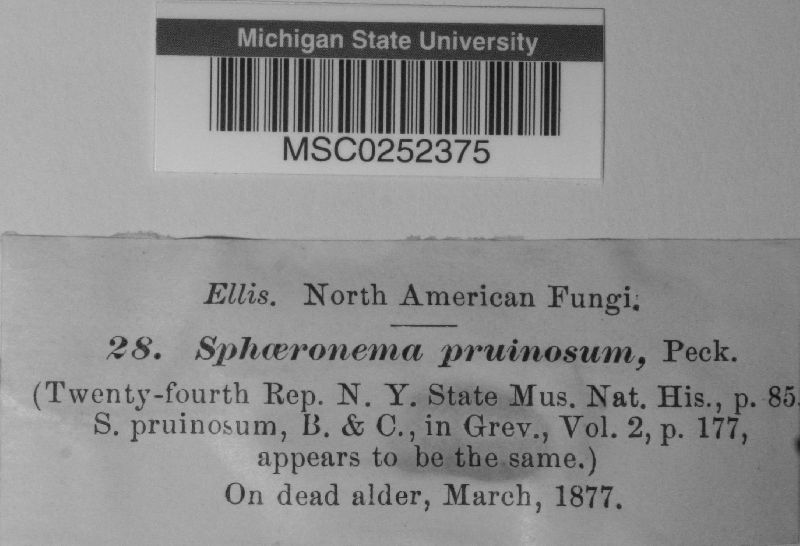 Michigan State University
MSC0252375
Ellis. North American Fungi.
28. Sphœronema pruinosum, Peck.
(Twenty-fourth Rep. N. Y. State Mus. Nat. His., p. 85.
S. pruinosum, B. & C., in Grev., Vol. 2, p. 177,
appears to be the same.)
On dead alder, March, 1877.